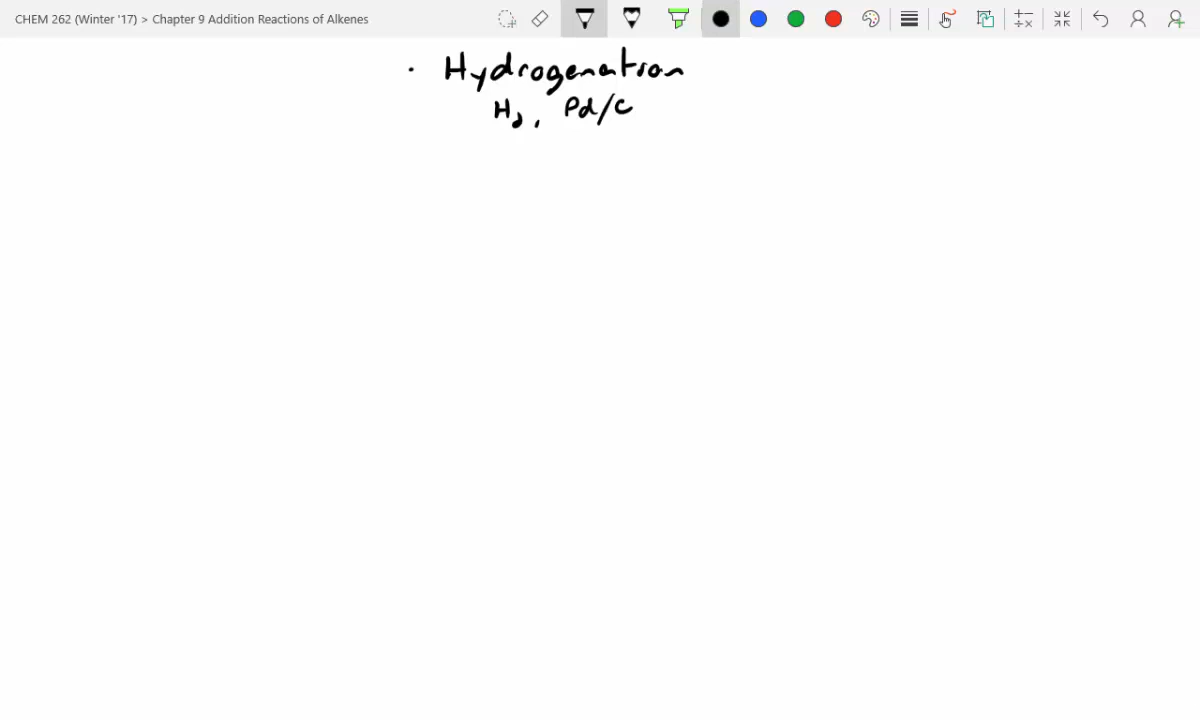 CHEM 262 (Winter '17) > Chapter 9 Addition Reactions of Alkenes
· Hydrogenation
H₂, Pd/C